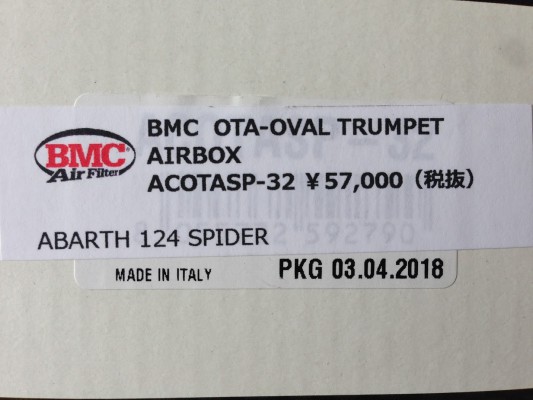 BMC
Air Filter
BMC OTA-OVAL TRUMPET
AIRBOX
ACOTASP-32 ¥57,000（税抜）
ABARTH 124 SPIDER
592790
MADE IN ITALY
PKG 03.04.2018